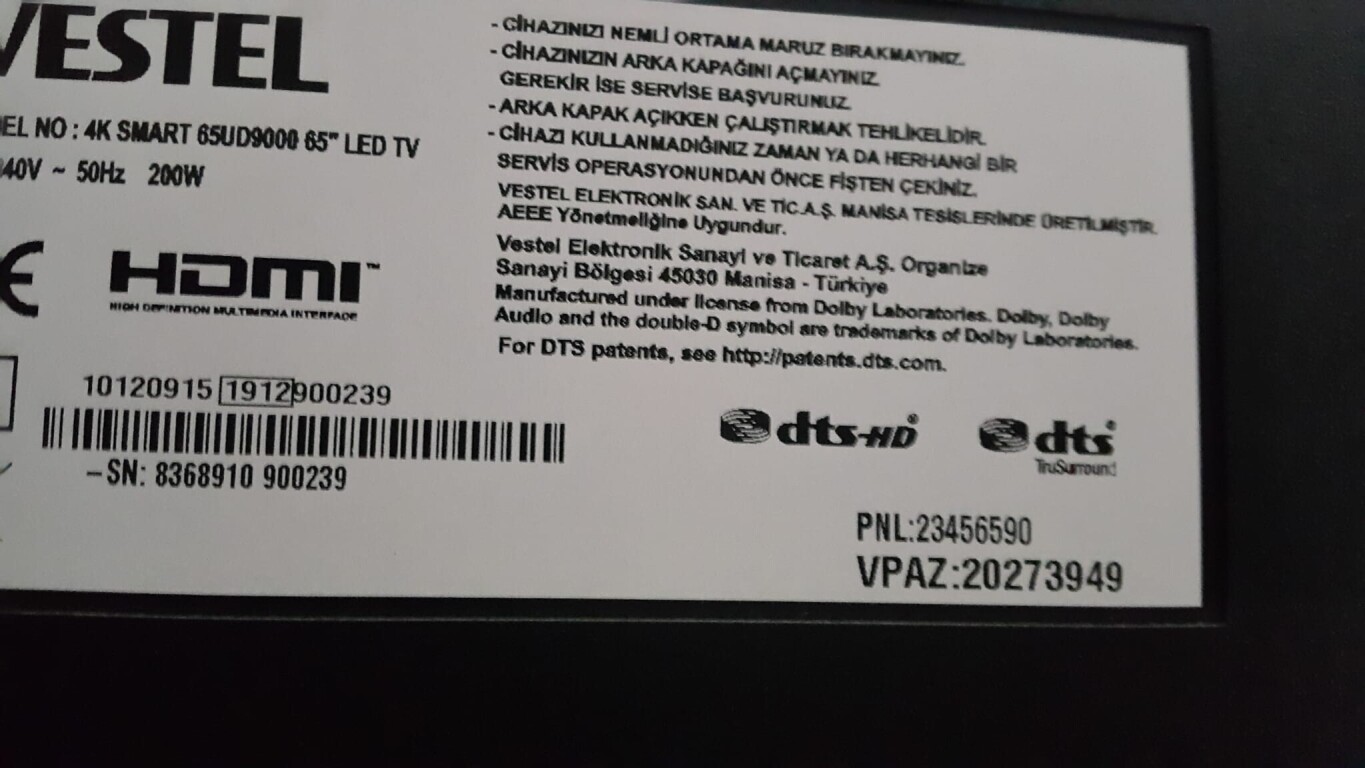 VESTEL
EL NO : 4K SMART 65UD9000 65" LED TV
40V ~ 50Hz 200W
CE
HDMI™
HIGH DEFINITION MULTIMEDIA INTERFACE
10120915 1912 900239
-SN: 8368910 900239
- CİHAZINIZI NEMLİ ORTAMA MARUZ BIRAKMAYINIZ.
- CİHAZINIZIN ARKA KAPAĞINI AÇMAYINIZ.
GEREKİR İSE SERVİSE BAŞVURUNUZ.
- ARKA KAPAK AÇIKKEN ÇALIŞTIRMAK TEHLİKELİDİR.
- CİHAZI KULLANMADIĞINIZ ZAMAN YA DA HERHANGİ BİR
SERVİS OPERASYONUNDAN ÖNCE FİŞTEN ÇEKİNİZ.
VESTEL ELEKTRONİK SAN. VE TİC.A.Ş. MANİSA TESİSLERİNDE ÜRETİLMİŞTİR.
AEEE Yönetmeliğine Uygundur.
Vestel Elektronik Sanayi ve Ticaret A.Ş. Organize
Sanayi Bölgesi 45030 Manisa - Türkiye
Manufactured under license from Dolby Laboratories. Dolby, Dolby
Audio and the double-D symbol are trademarks of Dolby Laboratories.
For DTS patents, see http://patents.dts.com.
dts-HD®
dts®
TruSurround
PNL:23456590
VPAZ:20273949